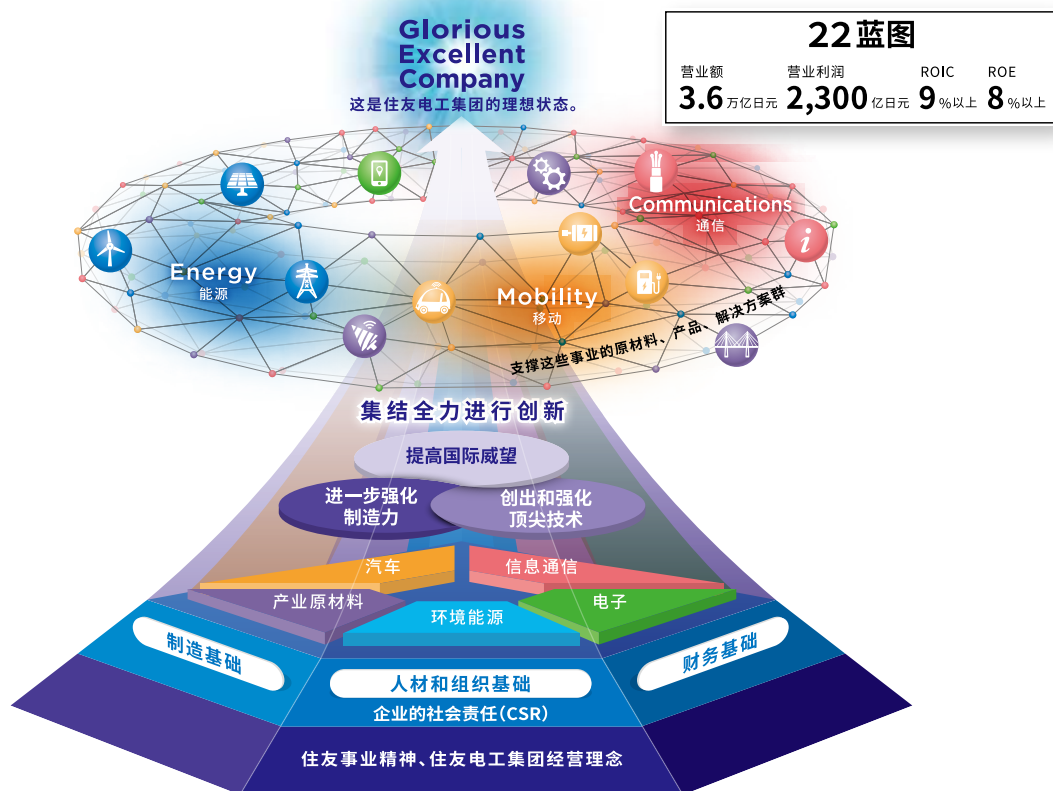 Glorious
Excellent
Company
这是住友电工集团的理想状态。
22蓝图
营业额 营业利润 ROIC ROE
3.6万亿日元 2,300亿日元 9%以上 8%以上
Communications
通信
Energy
能源
Mobility
移动
支撑这些事业的原材料、产品、解决方案群
集结全力进行创新
提高国际威望
进一步强化
制造力
创出和强化
顶尖技术
汽车
信息通信
产业原材料
环境能源
电子
制造基础
人材和组织基础
财务基础
企业的社会责任(CSR)
住友事业精神、住友电工集团经营理念